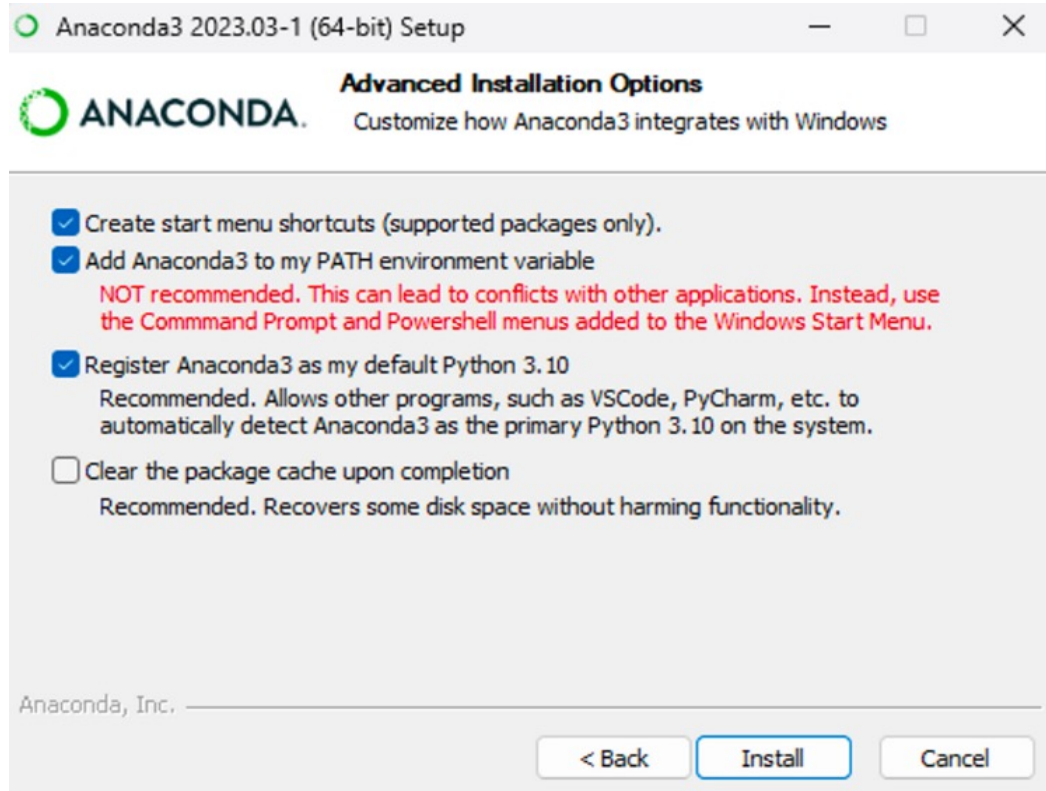 Anaconda3 2023.03-1 (64-bit) Setup
ANACONDA.
Advanced Installation Options
Customize how Anaconda3 integrates with Windows
Create start menu shortcuts (supported packages only).
Add Anaconda3 to my PATH environment variable
NOT recommended. This can lead to conflicts with other applications. Instead, use
the Commmand Prompt and Powershell menus added to the Windows Start Menu.
Register Anaconda3 as my default Python 3.10
Recommended. Allows other programs, such as VSCode, PyCharm, etc. to
automatically detect Anaconda3 as the primary Python 3.10 on the system.
Clear the package cache upon completion
Recommended. Recovers some disk space without harming functionality.
Anaconda, Inc.
< Back Install Cancel